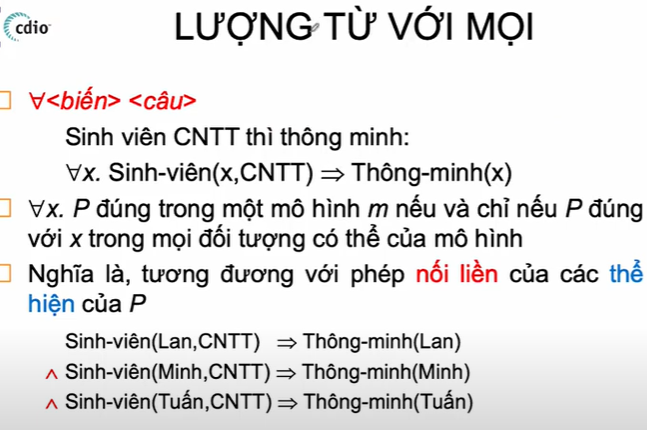 cdio
LƯỢNG TỪ VỚI MỌI
∀<biến> <câu>
Sinh viên CNTT thì thông minh:
∀x. Sinh-viên(x,CNTT) ⇒ Thông-minh(x)
∀x. P đúng trong một mô hình m nếu và chỉ nếu P đúng
với x trong mọi đối tượng có thể của mô hình
Nghĩa là, tương đương với phép nối liền của các thể
hiện của P
Sinh-viên(Lan,CNTT) ⇒ Thông-minh(Lan)
∧ Sinh-viên(Minh,CNTT) ⇒ Thông-minh(Minh)
∧ Sinh-viên(Tuấn,CNTT) ⇒ Thông-minh(Tuấn)